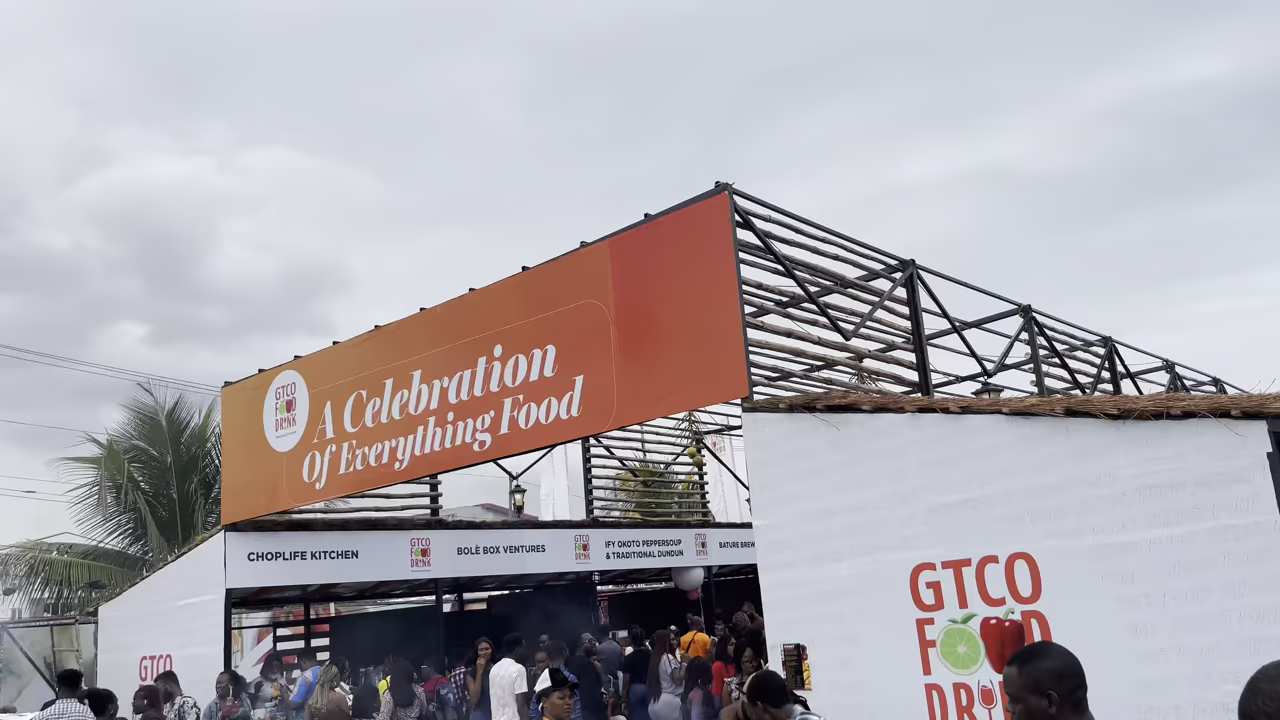 GTCO
FOOD
DRINK
A Celebration
Of Everything Food
CHOPLIFE KITCHEN
GTCO
FOOD
DRINK
BOLÈ BOX VENTURES
GTCO
FOOD
DRINK
IFY OKOTO PEPPERSOUP
& TRADITIONAL DUNDUN
GTCO
FOOD
DRINK
BATURE BREW
GTCO
GTCO
FOOD
DRI